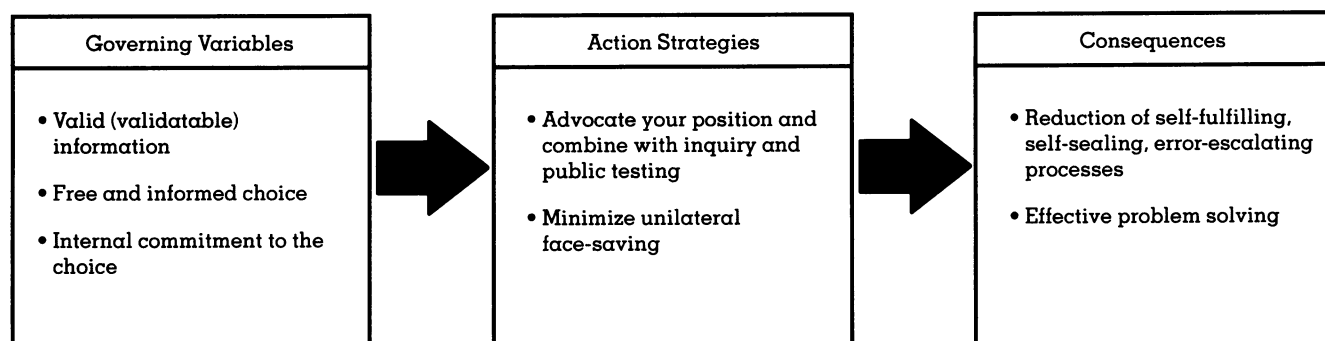 Governing Variables
• Valid (validatable)
information
• Free and informed choice
• Internal commitment to the
choice
Action Strategies
• Advocate your position and
combine with inquiry and
public testing
• Minimize unilateral
face-saving
Consequences
• Reduction of self-fulfilling,
self-sealing, error-escalating
processes
• Effective problem solving